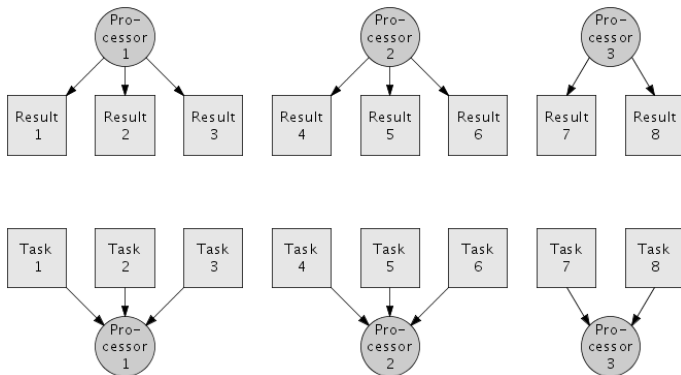 Pro-
cessor
1
Pro-
cessor
2
Pro-
cessor
3
Result
1
Result
2
Result
3
Result
4
Result
5
Result
6
Result
7
Result
8
Task
1
Task
2
Task
3
Task
4
Task
5
Task
6
Task
7
Task
8
Pro-
cessor
1
Pro-
cessor
2
Pro-
cessor
3